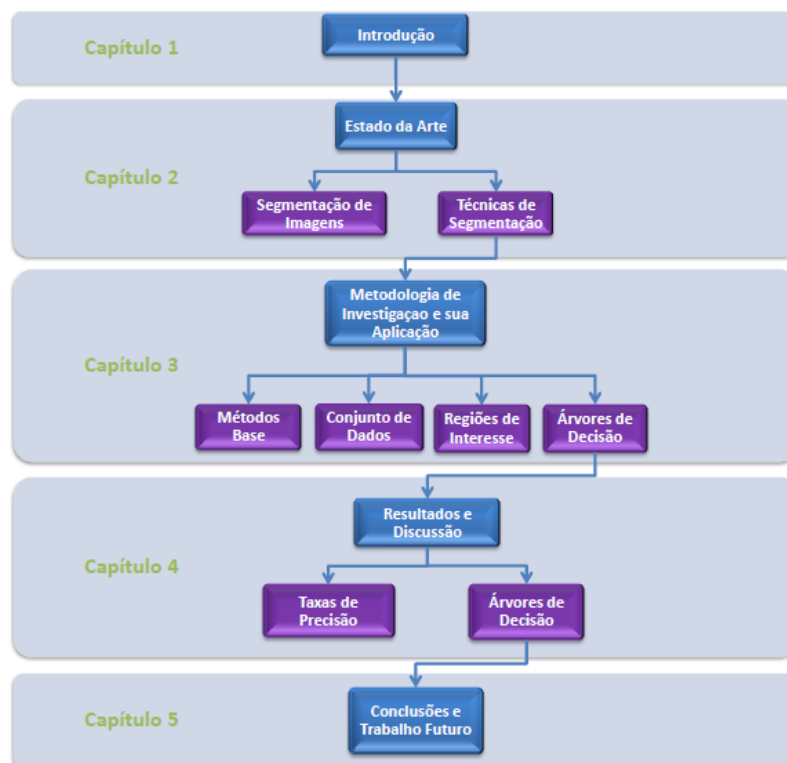 Capítulo 1
Introdução
Capítulo 2
Estado da Arte
Segmentação de
Imagens
Técnicas de
Segmentação
Capítulo 3
Metodologia de
Investigaçao e sua
Aplicação
Métodos
Base
Conjunto de
Dados
Regiões de
Interesse
Árvores de
Decisão
Capítulo 4
Resultados e
Discussão
Taxas de
Precisão
Árvores de
Decisão
Capítulo 5
Conclusões e
Trabalho Futuro